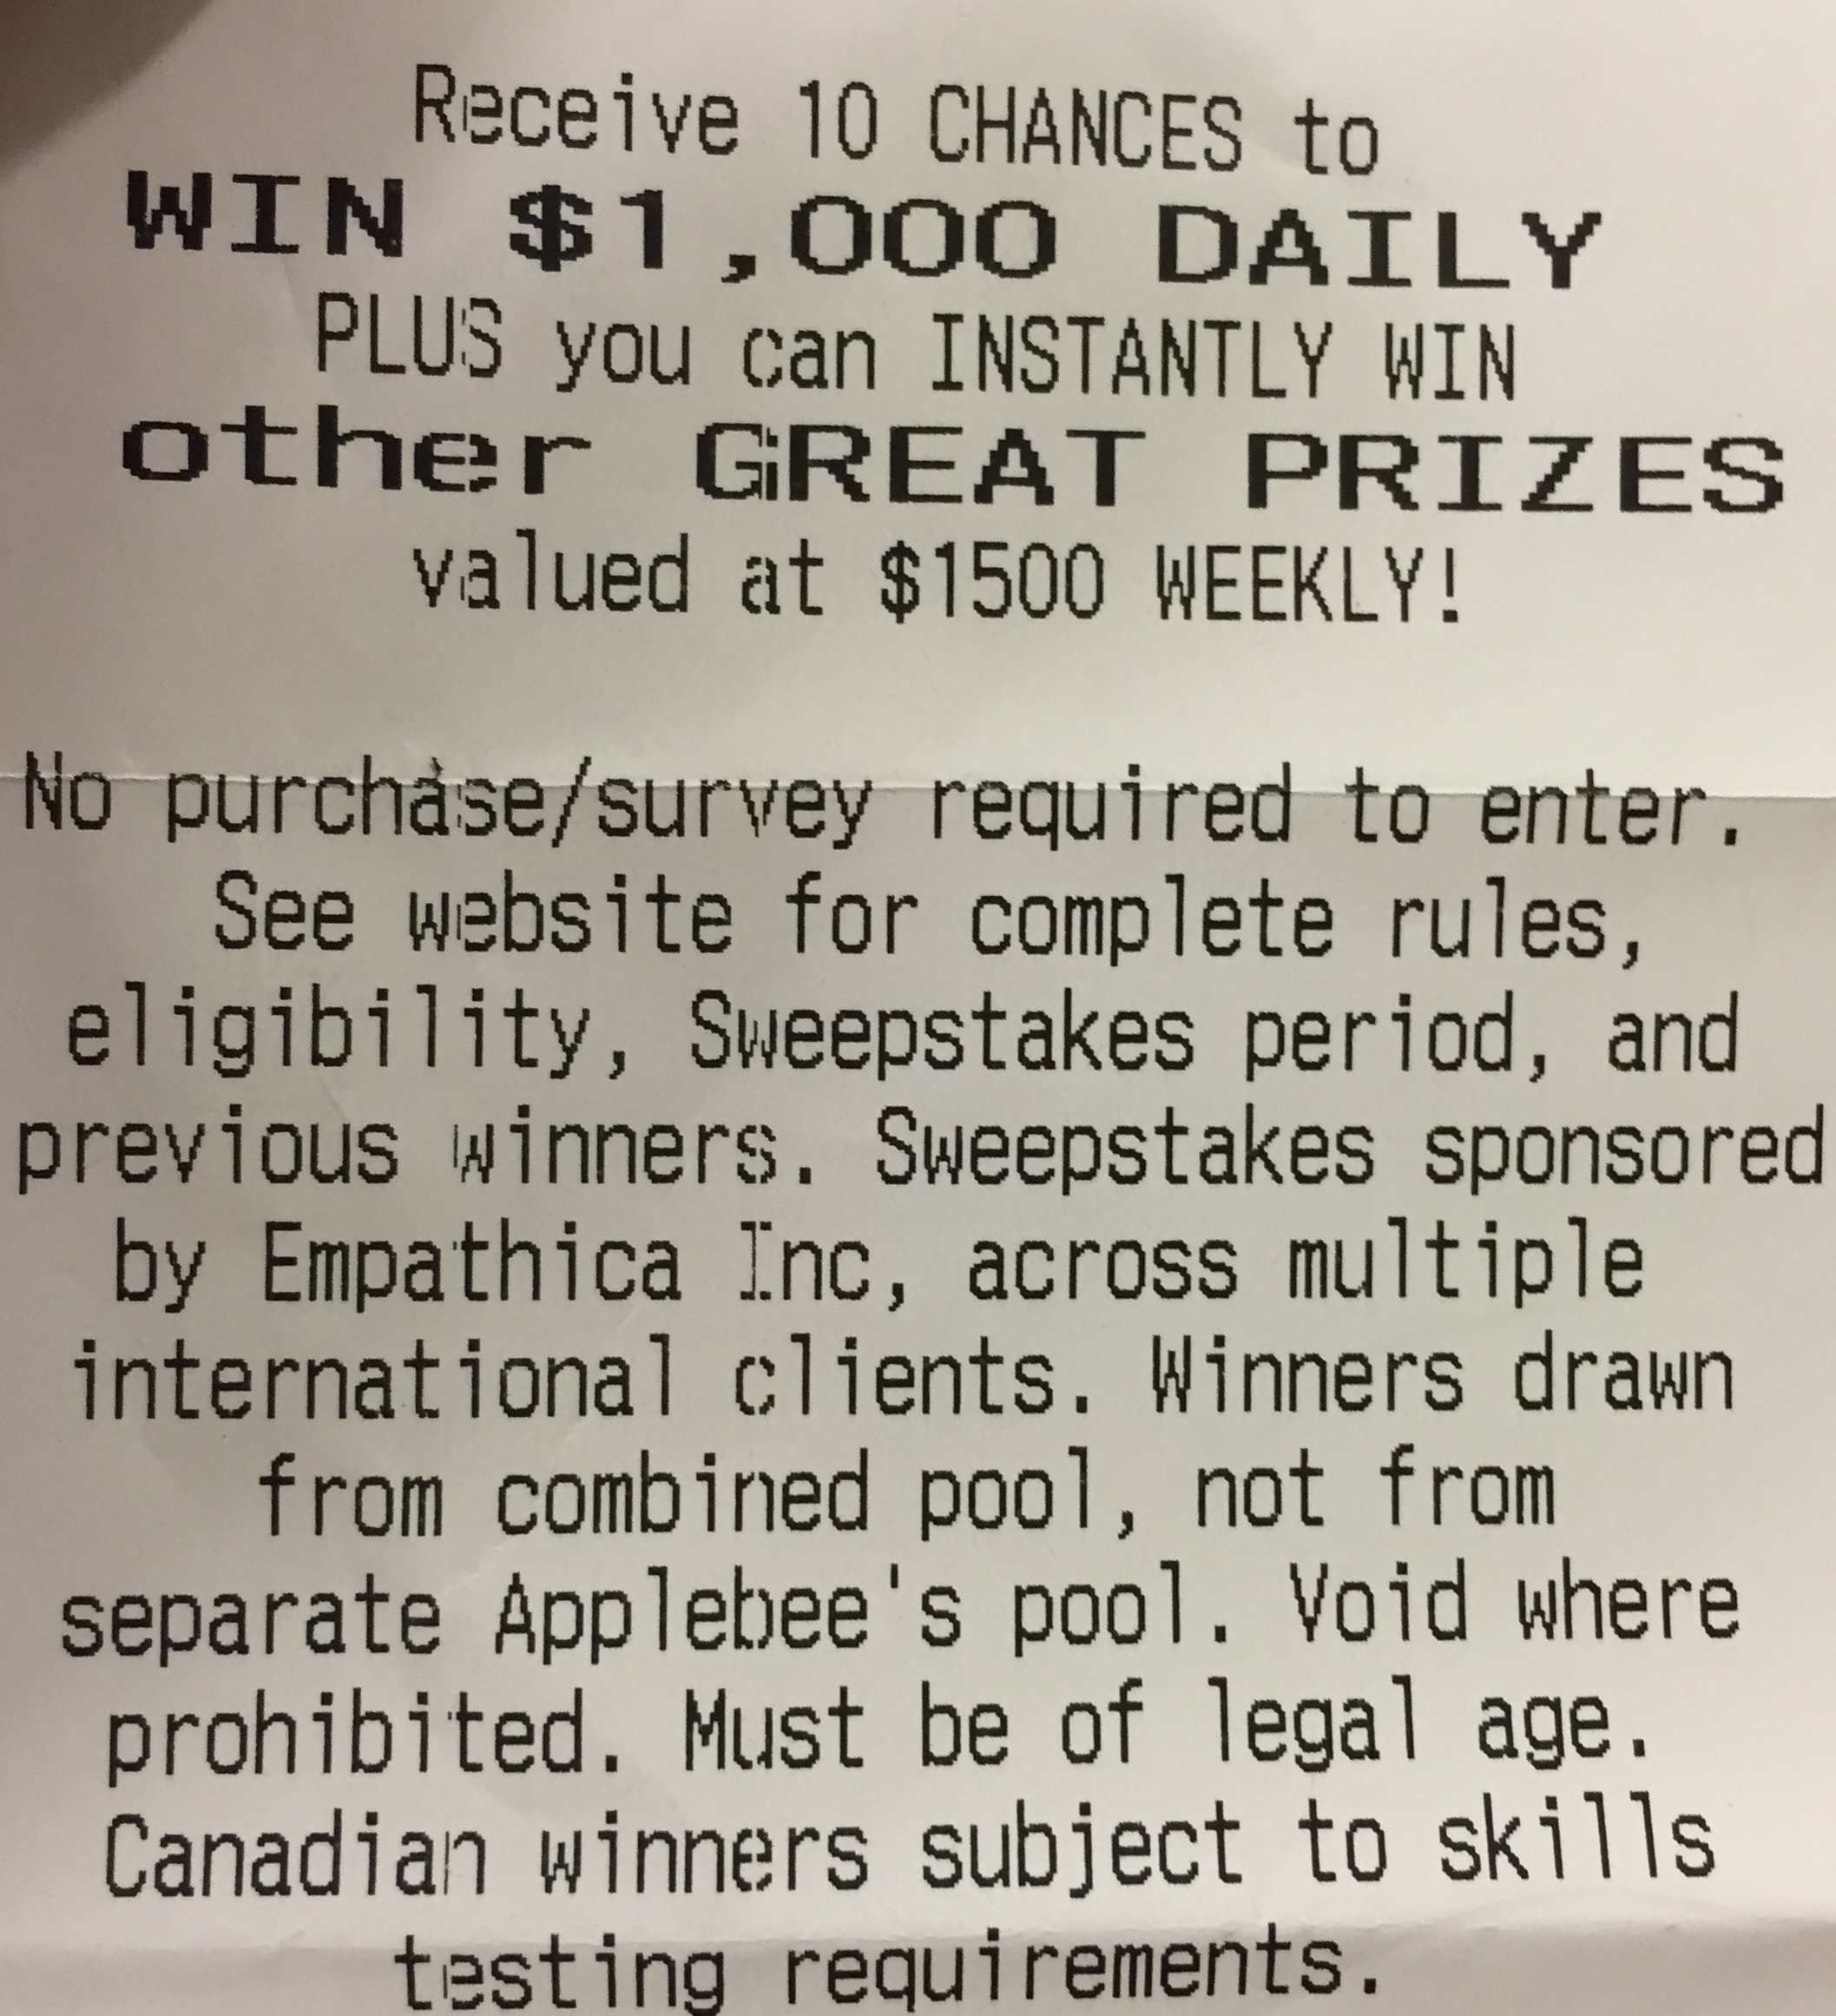 Receive 10 CHANCES to
WIN $1,000 DAILY
PLUS you can INSTANTLY WIN
other GREAT PRIZES
valued at $1500 WEEKLY!
No purchase/survey required to enter.
See website for complete rules,
eligibility, Sweepstakes period, and
previous winners. Sweepstakes sponsored
by Empathica Inc, across multiple
international clients. Winners drawn
from combined pool, not from
separate Applebee's pool. Void where
prohibited. Must be of legal age.
Canadian winners subject to skills
testing requirements.